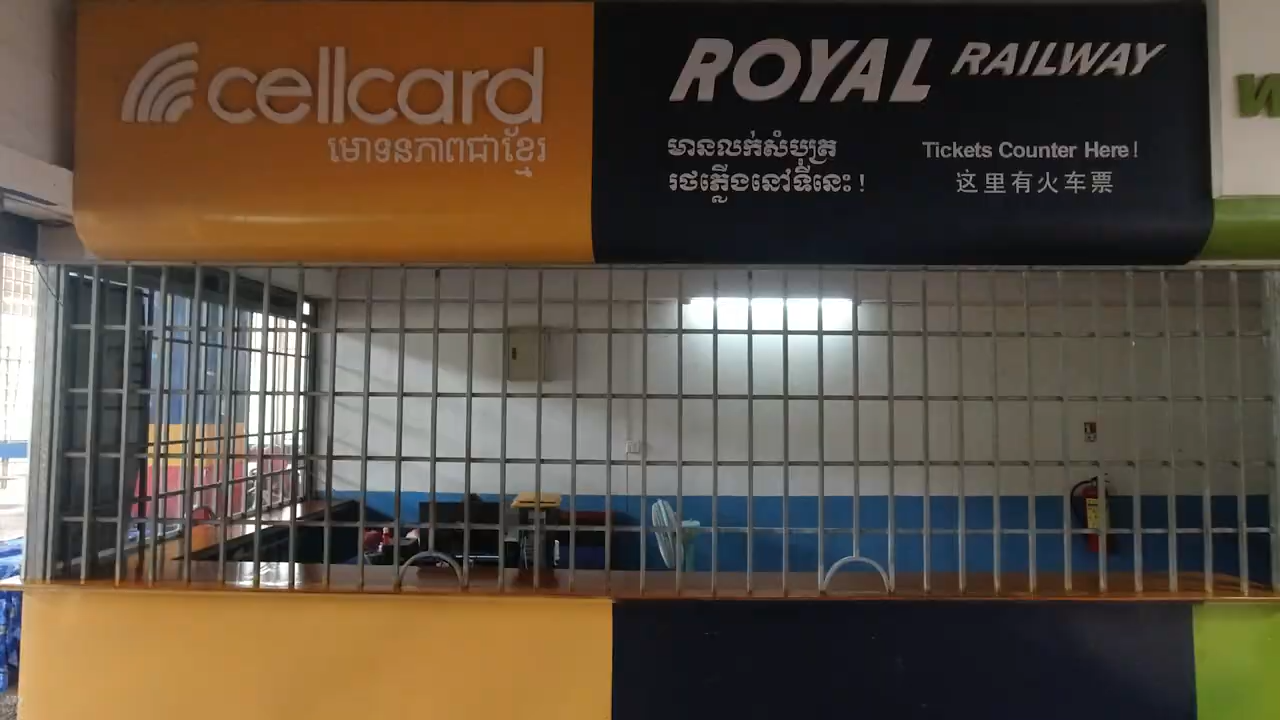 cellcard
មោទនភាពជាខ្មែរ
ROYAL RAILWAY
មានលក់សំបុត្រ
រថភ្លើងនៅទីនេះ !
Tickets Counter Here!
这里有火车票